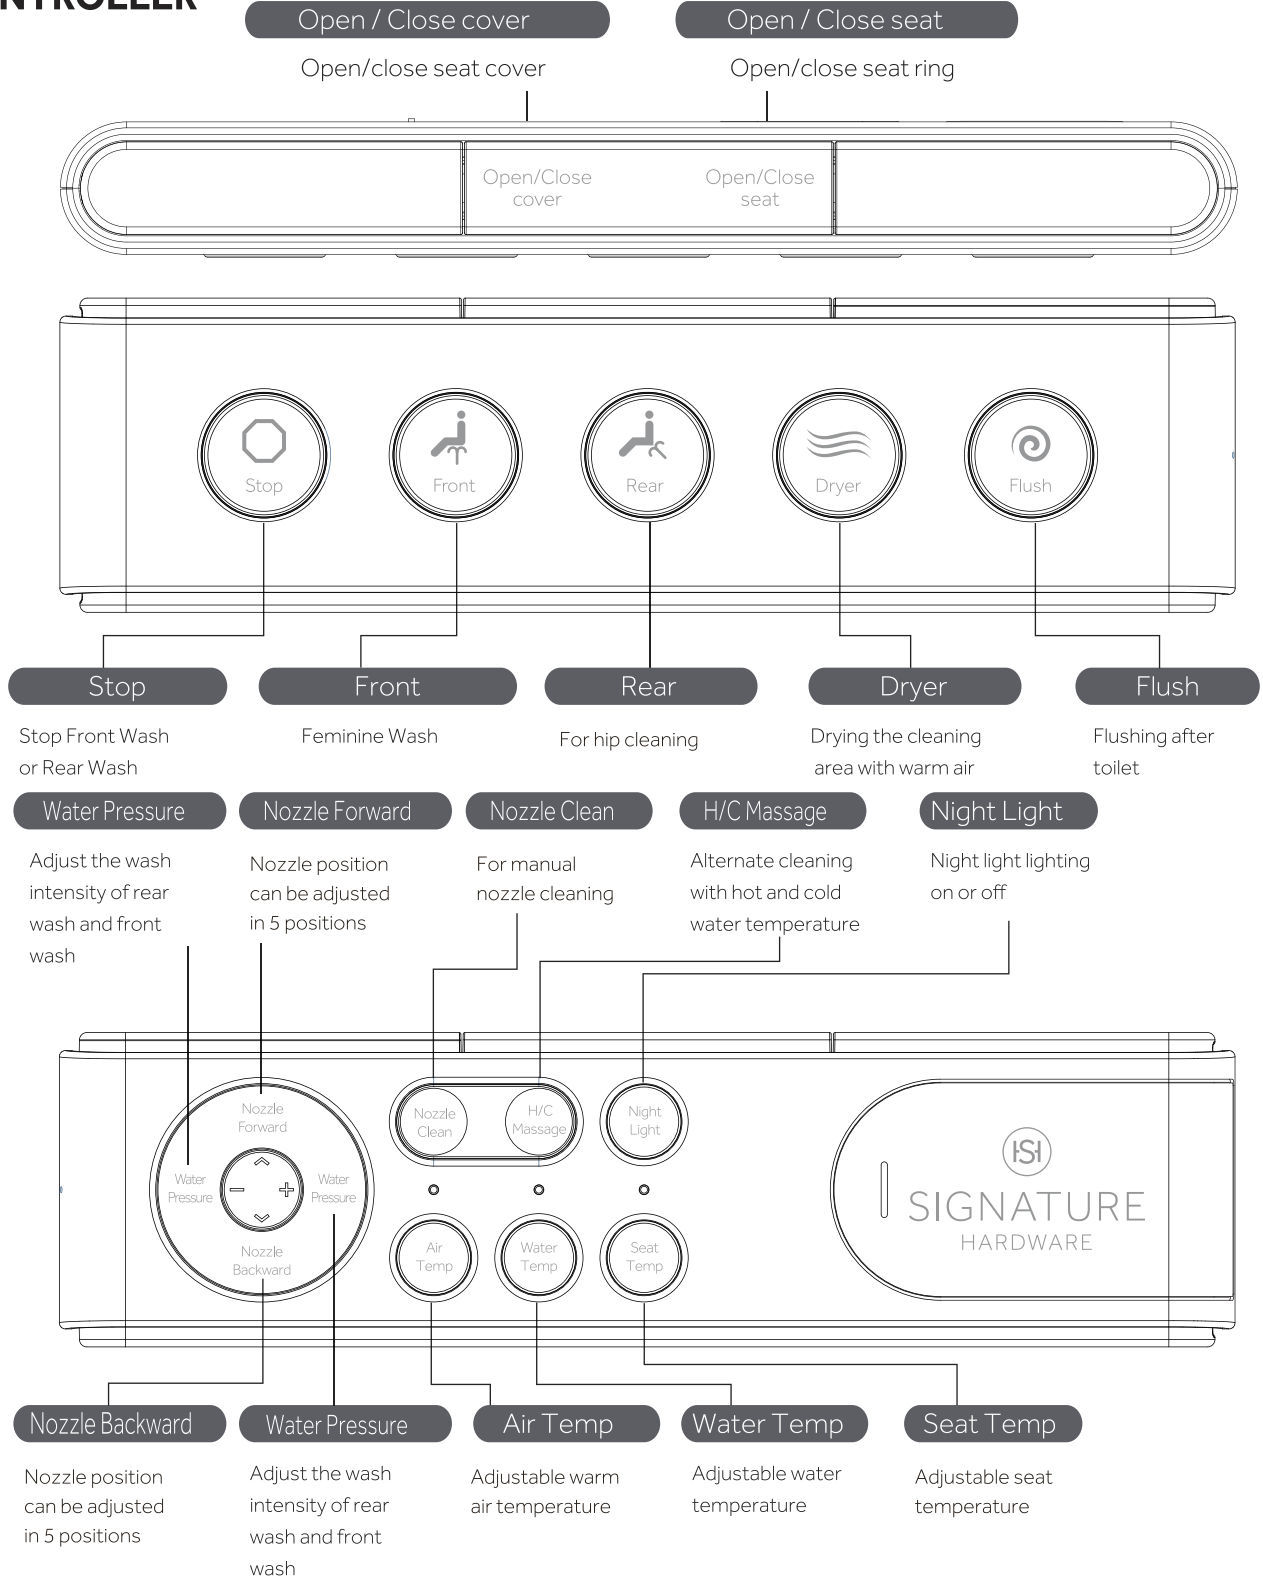 NTROLLER
Open / Close cover
Open / Close seat
Open/close seat cover
Open/close seat ring
Open/Close
cover
Open/Close
seat
Stop
Front
Rear
Dryer
Flush
Stop
Front
Rear
Dryer
Flush
Stop Front Wash
or Rear Wash
Feminine Wash
For hip cleaning
Drying the cleaning
area with warm air
Flushing after
toilet
Water Pressure
Nozzle Forward
Nozzle Clean
H/C Massage
Night Light
Adjust the wash
intensity of rear
wash and front
wash
Nozzle position
can be adjusted
in 5 positions
For manual
nozzle cleaning
Alternate cleaning
with hot and cold
water temperature
Night light lighting
on or off
Nozzle
Forward
Water
Pressure
− +
Water
Pressure
Nozzle
Backward
Nozzle
Clean
H/C
Massage
Night
Light
Air
Temp
Water
Temp
Seat
Temp
HSH
SIGNATURE
HARDWARE
Nozzle Backward
Water Pressure
Air Temp
Water Temp
Seat Temp
Nozzle position
can be adjusted
in 5 positions
Adjust the wash
intensity of rear
wash and front
wash
Adjustable warm
air temperature
Adjustable water
temperature
Adjustable seat
temperature